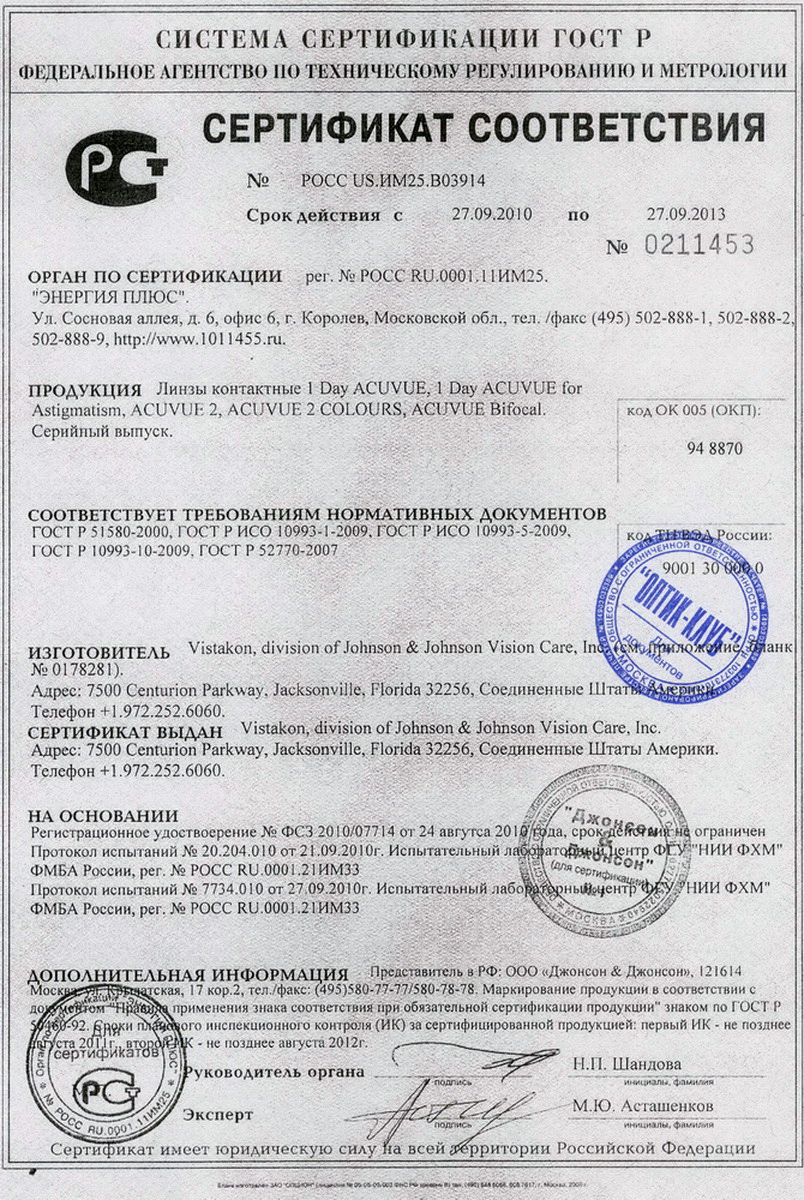 СИСТЕМА СЕРТИФИКАЦИИ ГОСТ Р
ФЕДЕРАЛЬНОЕ АГЕНТСТВО ПО ТЕХНИЧЕСКОМУ РЕГУЛИРОВАНИЮ И МЕТРОЛОГИИ
РСТ
СЕРТИФИКАТ СООТВЕТСТВИЯ
№ РОСС US.ИМ25.В03914
Срок действия с 27.09.2010 по 27.09.2013
№ 0211453
ОРГАН ПО СЕРТИФИКАЦИИ рег. № РОСС RU.0001.11ИМ25.
"ЭНЕРГИЯ ПЛЮС".
Ул. Сосновая аллея, д. 6, офис 6, г. Королев, Московской обл., тел. /факс (495) 502-888-1, 502-888-2,
502-888-9, http://www.1011455.ru.
ПРОДУКЦИЯ Линзы контактные 1 Day ACUVUE, 1 Day ACUVUE for
Astigmatism, ACUVUE 2, ACUVUE 2 COLOURS, ACUVUE Bifocal.
Серийный выпуск.
код ОК 005 (ОКП):
94 8870
СООТВЕТСТВУЕТ ТРЕБОВАНИЯМ НОРМАТИВНЫХ ДОКУМЕНТОВ
ГОСТ Р 51580-2000, ГОСТ Р ИСО 10993-1-2009, ГОСТ Р ИСО 10993-5-2009,
ГОСТ Р 10993-10-2009, ГОСТ Р 52770-2007
код ТН ВЭД России:
9001 30 000 0
"ОПТИК-КЛУБ"
Для документов
МОСКВА
ОБЩЕСТВО С ОГРАНИЧЕННОЙ ОТВЕТСТВЕННОСТЬЮ
ИЗГОТОВИТЕЛЬ Vistakon, division of Johnson & Johnson Vision Care, Inc. (см. приложение, бланк
№ 0178281).
Адрес: 7500 Centurion Parkway, Jacksonville, Florida 32256, Соединенные Штаты Америки.
Телефон +1.972.252.6060.
СЕРТИФИКАТ ВЫДАН Vistakon, division of Johnson & Johnson Vision Care, Inc.
Адрес: 7500 Centurion Parkway, Jacksonville, Florida 32256, Соединенные Штаты Америки.
Телефон +1.972.252.6060.
НА ОСНОВАНИИ
Регистрационное удоствоерение № ФСЗ 2010/07714 от 24 августа 2010 года, срок действия не ограничен
Протокол испытаний № 20.204.010 от 21.09.2010г. Испытательный лабораторный центр ФГУ "НИИ ФХМ"
ФМБА России, рег. № РОСС RU.0001.21ИМ33
Протокол испытаний № 7734.010 от 27.09.2010г. Испытательный лабораторный центр ФГУ "НИИ ФХМ"
ФМБА России, рег. № РОСС RU.0001.21ИМ33
"Джонсон
&
Джонсон"
(для сертификации)
№1
МОСКВА
ДОПОЛНИТЕЛЬНАЯ ИНФОРМАЦИЯ Представитель в РФ: ООО «Джонсон & Джонсон», 121614
Москва, ул. Крылатская, 17 кор.2, тел./факс: (495)580-77-77/580-78-78. Маркирование продукции в соответствии с
документом "Правила применения знака соответствия при обязательной сертификации продукции" знаком по ГОСТ Р
50460-92. Сроки планового инспекционного контроля (ИК) за сертифицированной продукцией: первый ИК - не позднее
августа 2011г., второй ИК - не позднее августа 2012г.
Для
сертификатов
РСТ
№ РОСС RU.0001.11ИМ25
Руководитель органа
подпись
Н.П. Шандова
инициалы, фамилия
Эксперт
подпись
М.Ю. Асташенков
инициалы, фамилия
Сертификат имеет юридическую силу на всей территории Российской Федерации